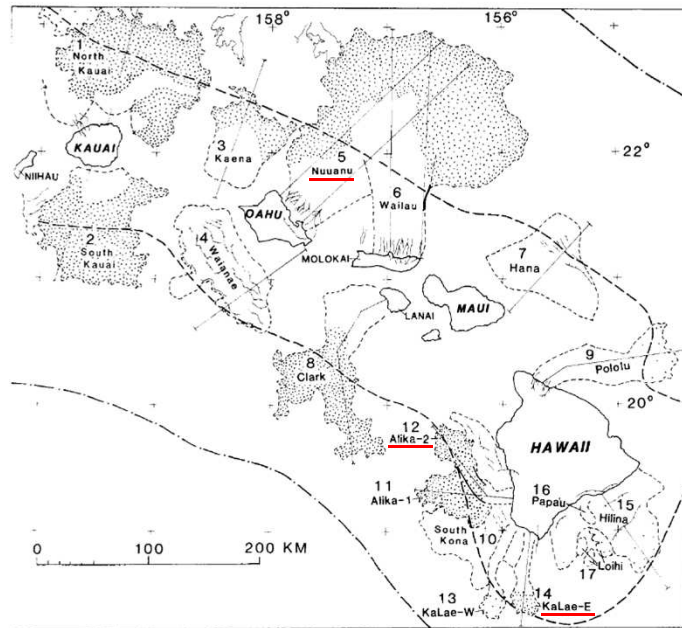 158°
156°
1
North
Kauai
22°
3
Kaena
5
Nuuanu
KAUAI
NIIHAU
6
Wailau
OAHU
2
South
Kauai
4
Waianae
MOLOKAI
7
Hana
LANAI
MAUI
8
Clark
9
Pololu
20°
12
Alika-2
HAWAII
11
Alika-1
16
Papau
15
Hilina
South
Kona
10
Loihi
17
0 100 200 KM
13
KaLae-W
14
KaLae-E